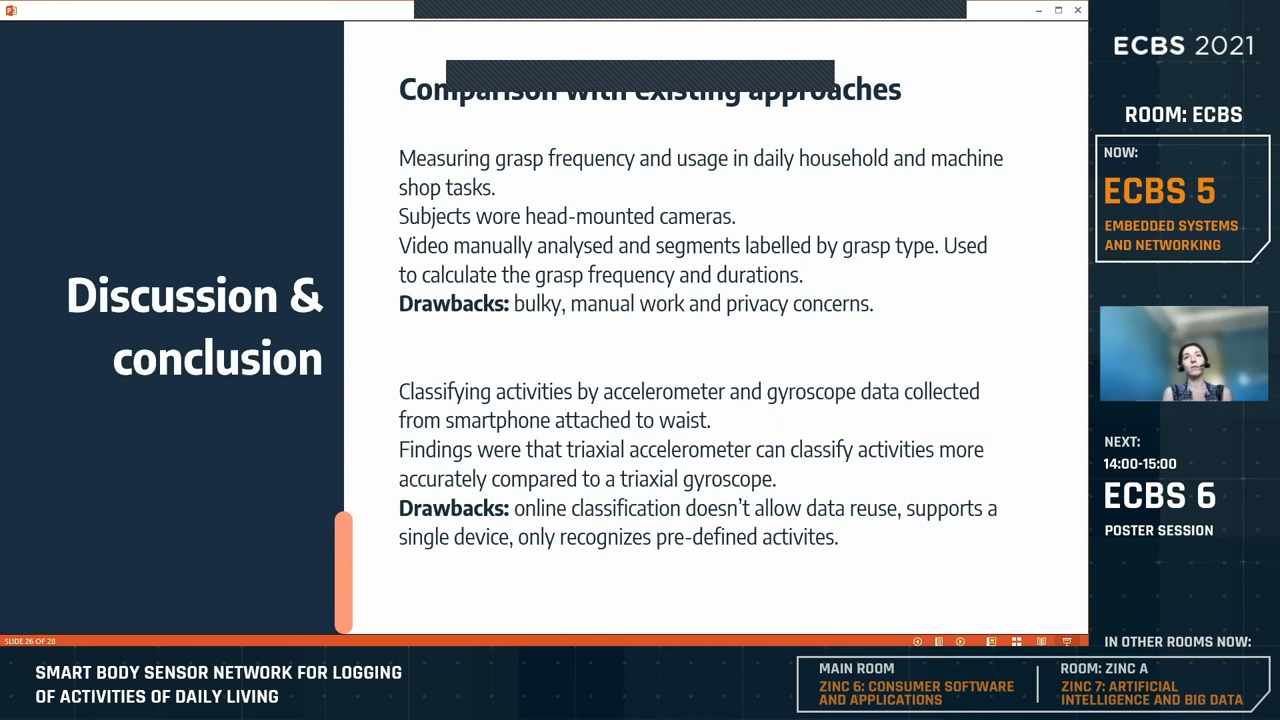 Comparison with existing approaches
Measuring grasp frequency and usage in daily household and machine
shop tasks.
Subjects wore head-mounted cameras.
Video manually analysed and segments labelled by grasp type. Used
to calculate the grasp frequency and durations.
Drawbacks: bulky, manual work and privacy concerns.
Classifying activities by accelerometer and gyroscope data collected
from smartphone attached to waist.
Findings were that triaxial accelerometer can classify activities more
accurately compared to a triaxial gyroscope.
Drawbacks: online classification doesn't allow data reuse, supports a
single device, only recognizes pre-defined activites.
Discussion &
conclusion
SLIDE 26 OF 28
ECBS 2021
ROOM: ECBS
NOW:
ECBS 5
EMBEDDED SYSTEMS
AND NETWORKING
NEXT:
14:00-15:00
ECBS 6
POSTER SESSION
IN OTHER ROOMS NOW:
SMART BODY SENSOR NETWORK FOR LOGGING
OF ACTIVITIES OF DAILY LIVING
MAIN ROOM
ZINC 6: CONSUMER SOFTWARE
AND APPLICATIONS
ROOM: ZINC A
ZINC 7: ARTIFICIAL
INTELLIGENCE AND BIG DATA